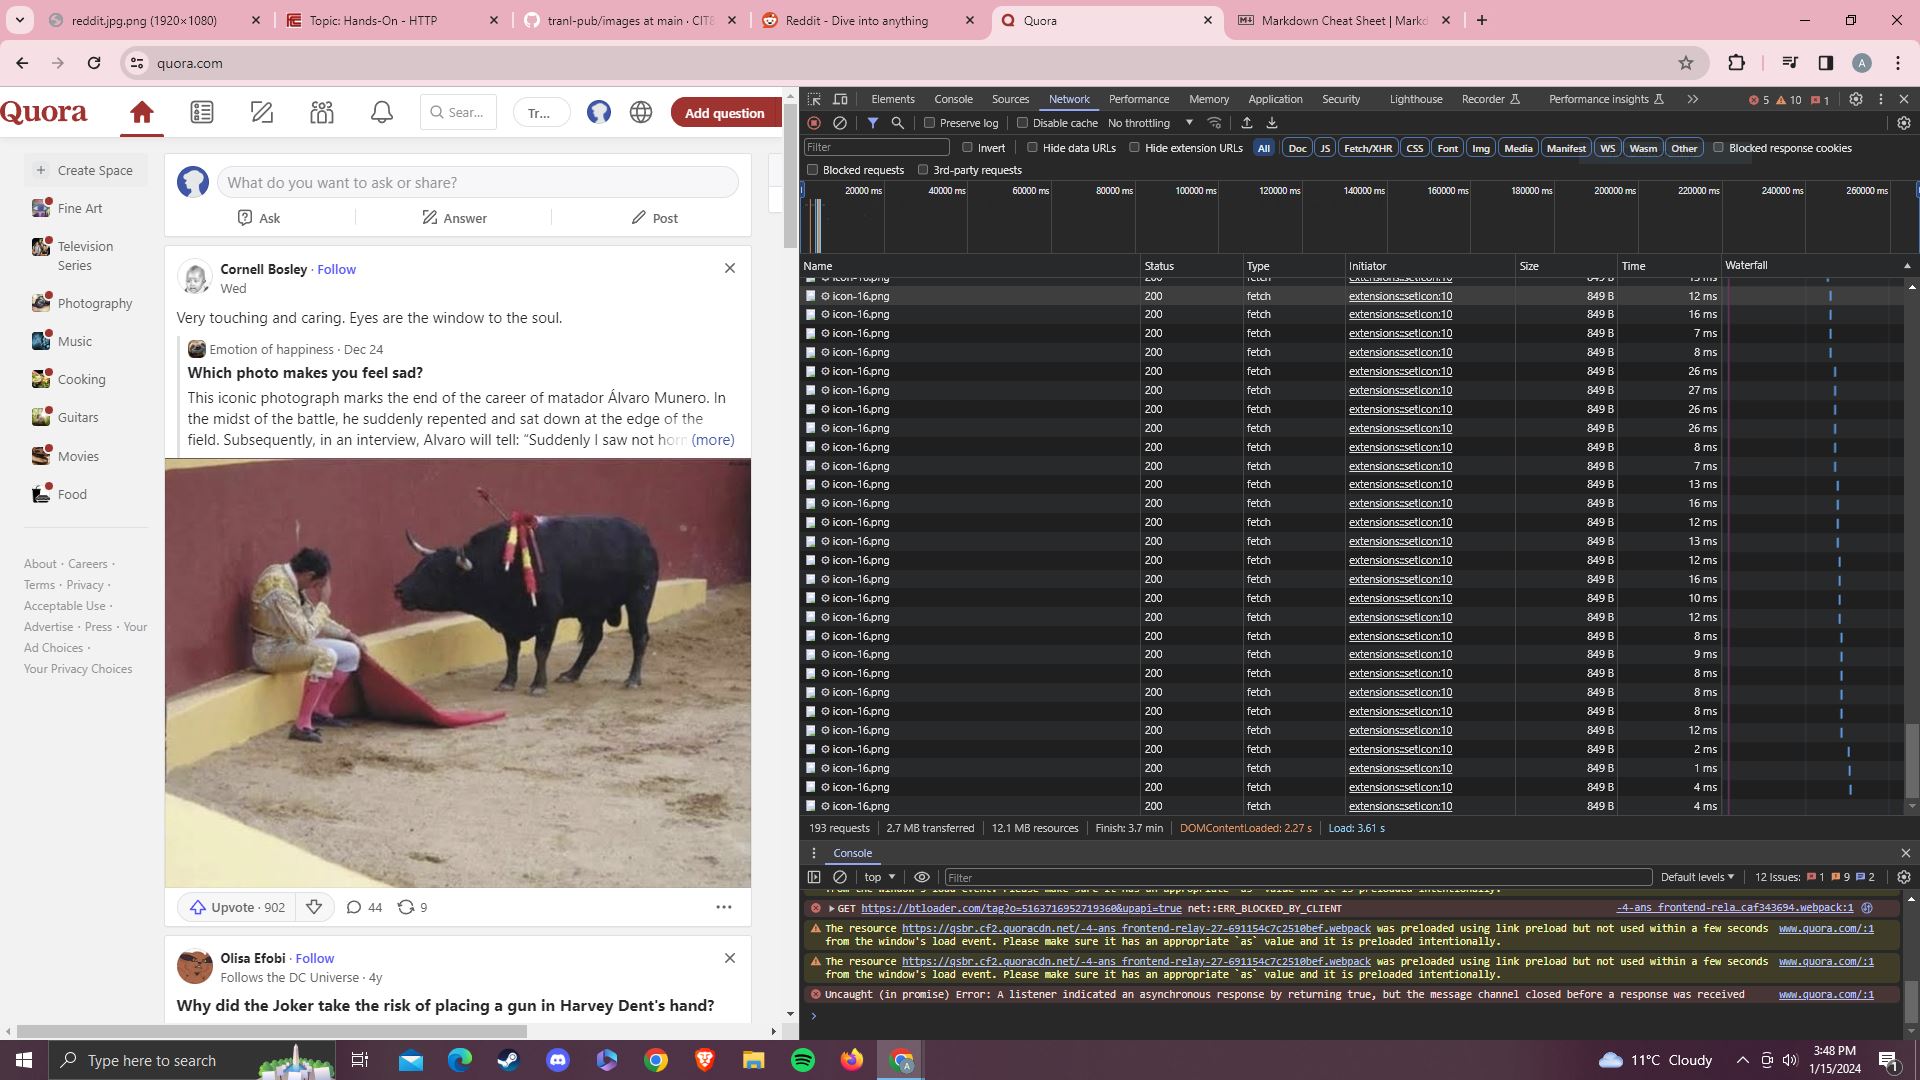 reddit.jpg.png (1920×1080)
Topic: Hands-On - HTTP
tranl-pub/images at main · CIT8
Reddit - Dive into anything
Quora
Markdown Cheat Sheet | Markd
quora.com
A
Quora
Sear...
Tr...
Add question
Create Space
Fine Art
Television
Series
Photography
Music
Cooking
Guitars
Movies
Food
About · Careers ·
Terms · Privacy ·
Acceptable Use ·
Advertise · Press · Your
Ad Choices ·
Your Privacy Choices
What do you want to ask or share?
Ask
Answer
Post
Cornell Bosley · Follow
Wed
Very touching and caring. Eyes are the window to the soul.
Emotion of happiness · Dec 24
Which photo makes you feel sad?
This iconic photograph marks the end of the career of matador Álvaro Munero. In
the midst of the battle, he suddenly repented and sat down at the edge of the
field. Subsequently, in an interview, Alvaro will tell: “Suddenly I saw not horn (more)
Upvote · 902
44
9
Olisa Efobi · Follow
Follows the DC Universe · 4y
Why did the Joker take the risk of placing a gun in Harvey Dent's hand?
Elements Console Sources Network Performance Memory Application Security Lighthouse Recorder Performance insights 5 10 1
Preserve log Disable cache No throttling
Filter Invert Hide data URLs Hide extension URLs All Doc JS Fetch/XHR CSS Font Img Media Manifest WS Wasm Other Blocked response cookies
Blocked requests 3rd-party requests
20000 ms 40000 ms 60000 ms 80000 ms 100000 ms 120000 ms 140000 ms 160000 ms 180000 ms 200000 ms 220000 ms 240000 ms 260000 ms
Name Status Type Initiator Size Time Waterfall
icon-16.png 200 fetch extensions::setIcon:10 849 B 13 ms
icon-16.png 200 fetch extensions::setIcon:10 849 B 12 ms
icon-16.png 200 fetch extensions::setIcon:10 849 B 16 ms
icon-16.png 200 fetch extensions::setIcon:10 849 B 7 ms
icon-16.png 200 fetch extensions::setIcon:10 849 B 8 ms
icon-16.png 200 fetch extensions::setIcon:10 849 B 26 ms
icon-16.png 200 fetch extensions::setIcon:10 849 B 27 ms
icon-16.png 200 fetch extensions::setIcon:10 849 B 26 ms
icon-16.png 200 fetch extensions::setIcon:10 849 B 26 ms
icon-16.png 200 fetch extensions::setIcon:10 849 B 8 ms
icon-16.png 200 fetch extensions::setIcon:10 849 B 7 ms
icon-16.png 200 fetch extensions::setIcon:10 849 B 13 ms
icon-16.png 200 fetch extensions::setIcon:10 849 B 16 ms
icon-16.png 200 fetch extensions::setIcon:10 849 B 12 ms
icon-16.png 200 fetch extensions::setIcon:10 849 B 13 ms
icon-16.png 200 fetch extensions::setIcon:10 849 B 12 ms
icon-16.png 200 fetch extensions::setIcon:10 849 B 16 ms
icon-16.png 200 fetch extensions::setIcon:10 849 B 10 ms
icon-16.png 200 fetch extensions::setIcon:10 849 B 12 ms
icon-16.png 200 fetch extensions::setIcon:10 849 B 8 ms
icon-16.png 200 fetch extensions::setIcon:10 849 B 9 ms
icon-16.png 200 fetch extensions::setIcon:10 849 B 8 ms
icon-16.png 200 fetch extensions::setIcon:10 849 B 8 ms
icon-16.png 200 fetch extensions::setIcon:10 849 B 8 ms
icon-16.png 200 fetch extensions::setIcon:10 849 B 12 ms
icon-16.png 200 fetch extensions::setIcon:10 849 B 2 ms
icon-16.png 200 fetch extensions::setIcon:10 849 B 1 ms
icon-16.png 200 fetch extensions::setIcon:10 849 B 4 ms
icon-16.png 200 fetch extensions::setIcon:10 849 B 4 ms
193 requests 2.7 MB transferred 12.1 MB resources Finish: 3.7 min DOMContentLoaded: 2.27 s Load: 3.61 s
Console
top Filter Default levels 12 Issues: 1 9 2
from the window's load event. Please make sure it has an appropriate `as` value and it is preloaded intentionally.
GET https://btloader.com/tag?o=5163716952719360&upapi=true net::ERR_BLOCKED_BY_CLIENT -4-ans_frontend-rela…caf343694.webpack:1
The resource https://qsbr.cf2.quoracdn.net/-4-ans_frontend-relay-27-691154c7c2510bef.webpack was preloaded using link preload but not used within a few seconds www.quora.com/:1
from the window's load event. Please make sure it has an appropriate `as` value and it is preloaded intentionally.
The resource https://qsbr.cf2.quoracdn.net/-4-ans_frontend-relay-27-691154c7c2510bef.webpack was preloaded using link preload but not used within a few seconds www.quora.com/:1
from the window's load event. Please make sure it has an appropriate `as` value and it is preloaded intentionally.
Uncaught (in promise) Error: A listener indicated an asynchronous response by returning true, but the message channel closed before a response was received www.quora.com/:1
Type here to search
11°C Cloudy
3:48 PM
1/15/2024
1